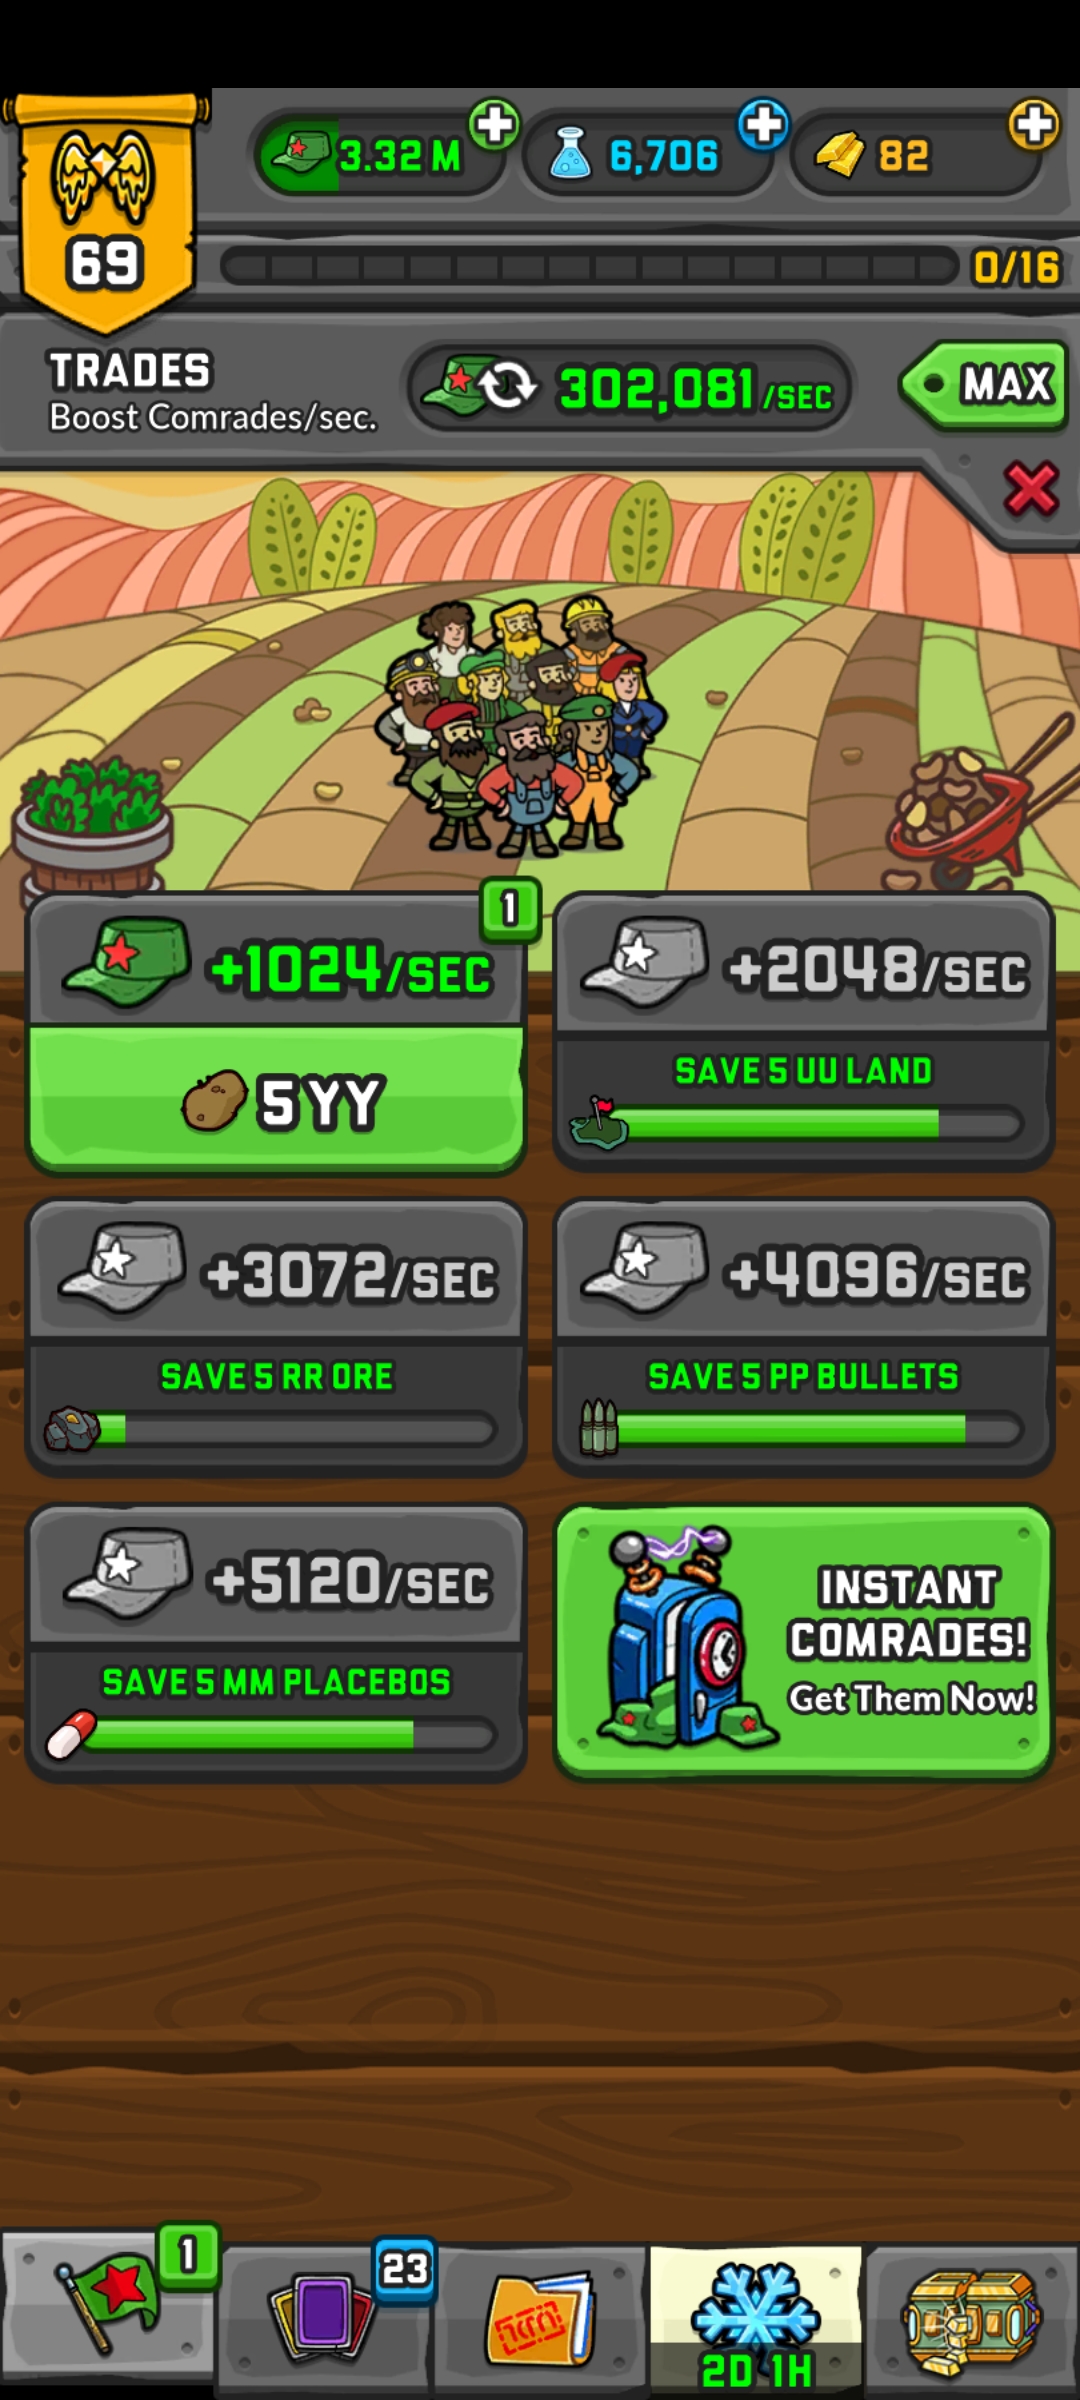 3.32 M
6,706
82
69
0/16
TRADES
Boost Comrades/sec.
302,081/SEC
MAX
1
+1024/SEC
5 YY
+2048/SEC
SAVE 5 UU LAND
+3072/SEC
SAVE 5 RR ORE
+4096/SEC
SAVE 5 PP BULLETS
+5120/SEC
SAVE 5 MM PLACEBOS
INSTANT
COMRADES!
Get Them Now!
1
23
2D 1H